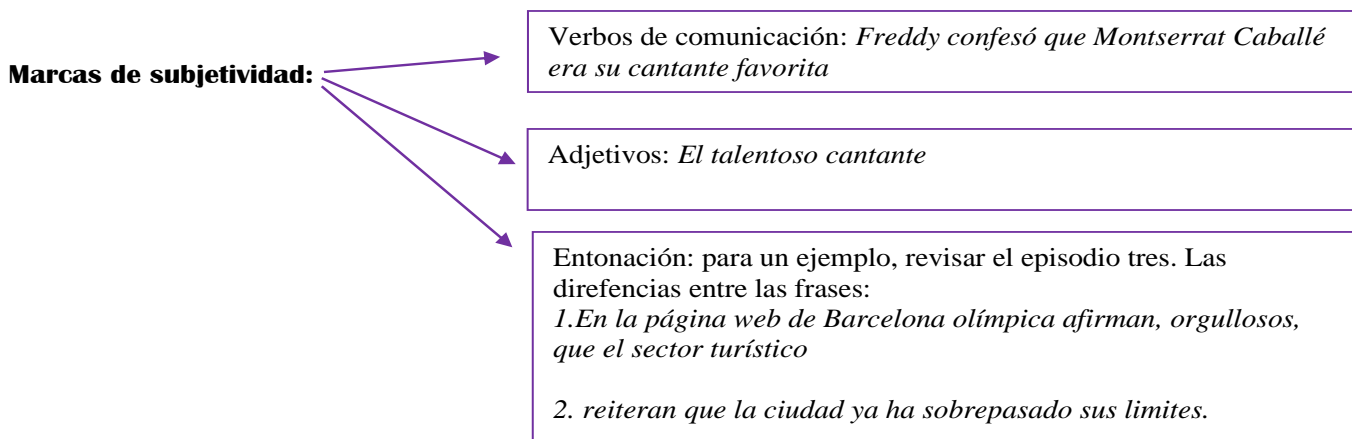 Marcas de subjetividad:
Verbos de comunicación: Freddy confesó que Montserrat Caballé
era su cantante favorita
Adjetivos: El talentoso cantante
Entonación: para un ejemplo, revisar el episodio tres. Las
direfencias entre las frases:
1.En la página web de Barcelona olímpica afirman, orgullosos,
que el sector turístico
2. reiteran que la ciudad ya ha sobrepasado sus limites.